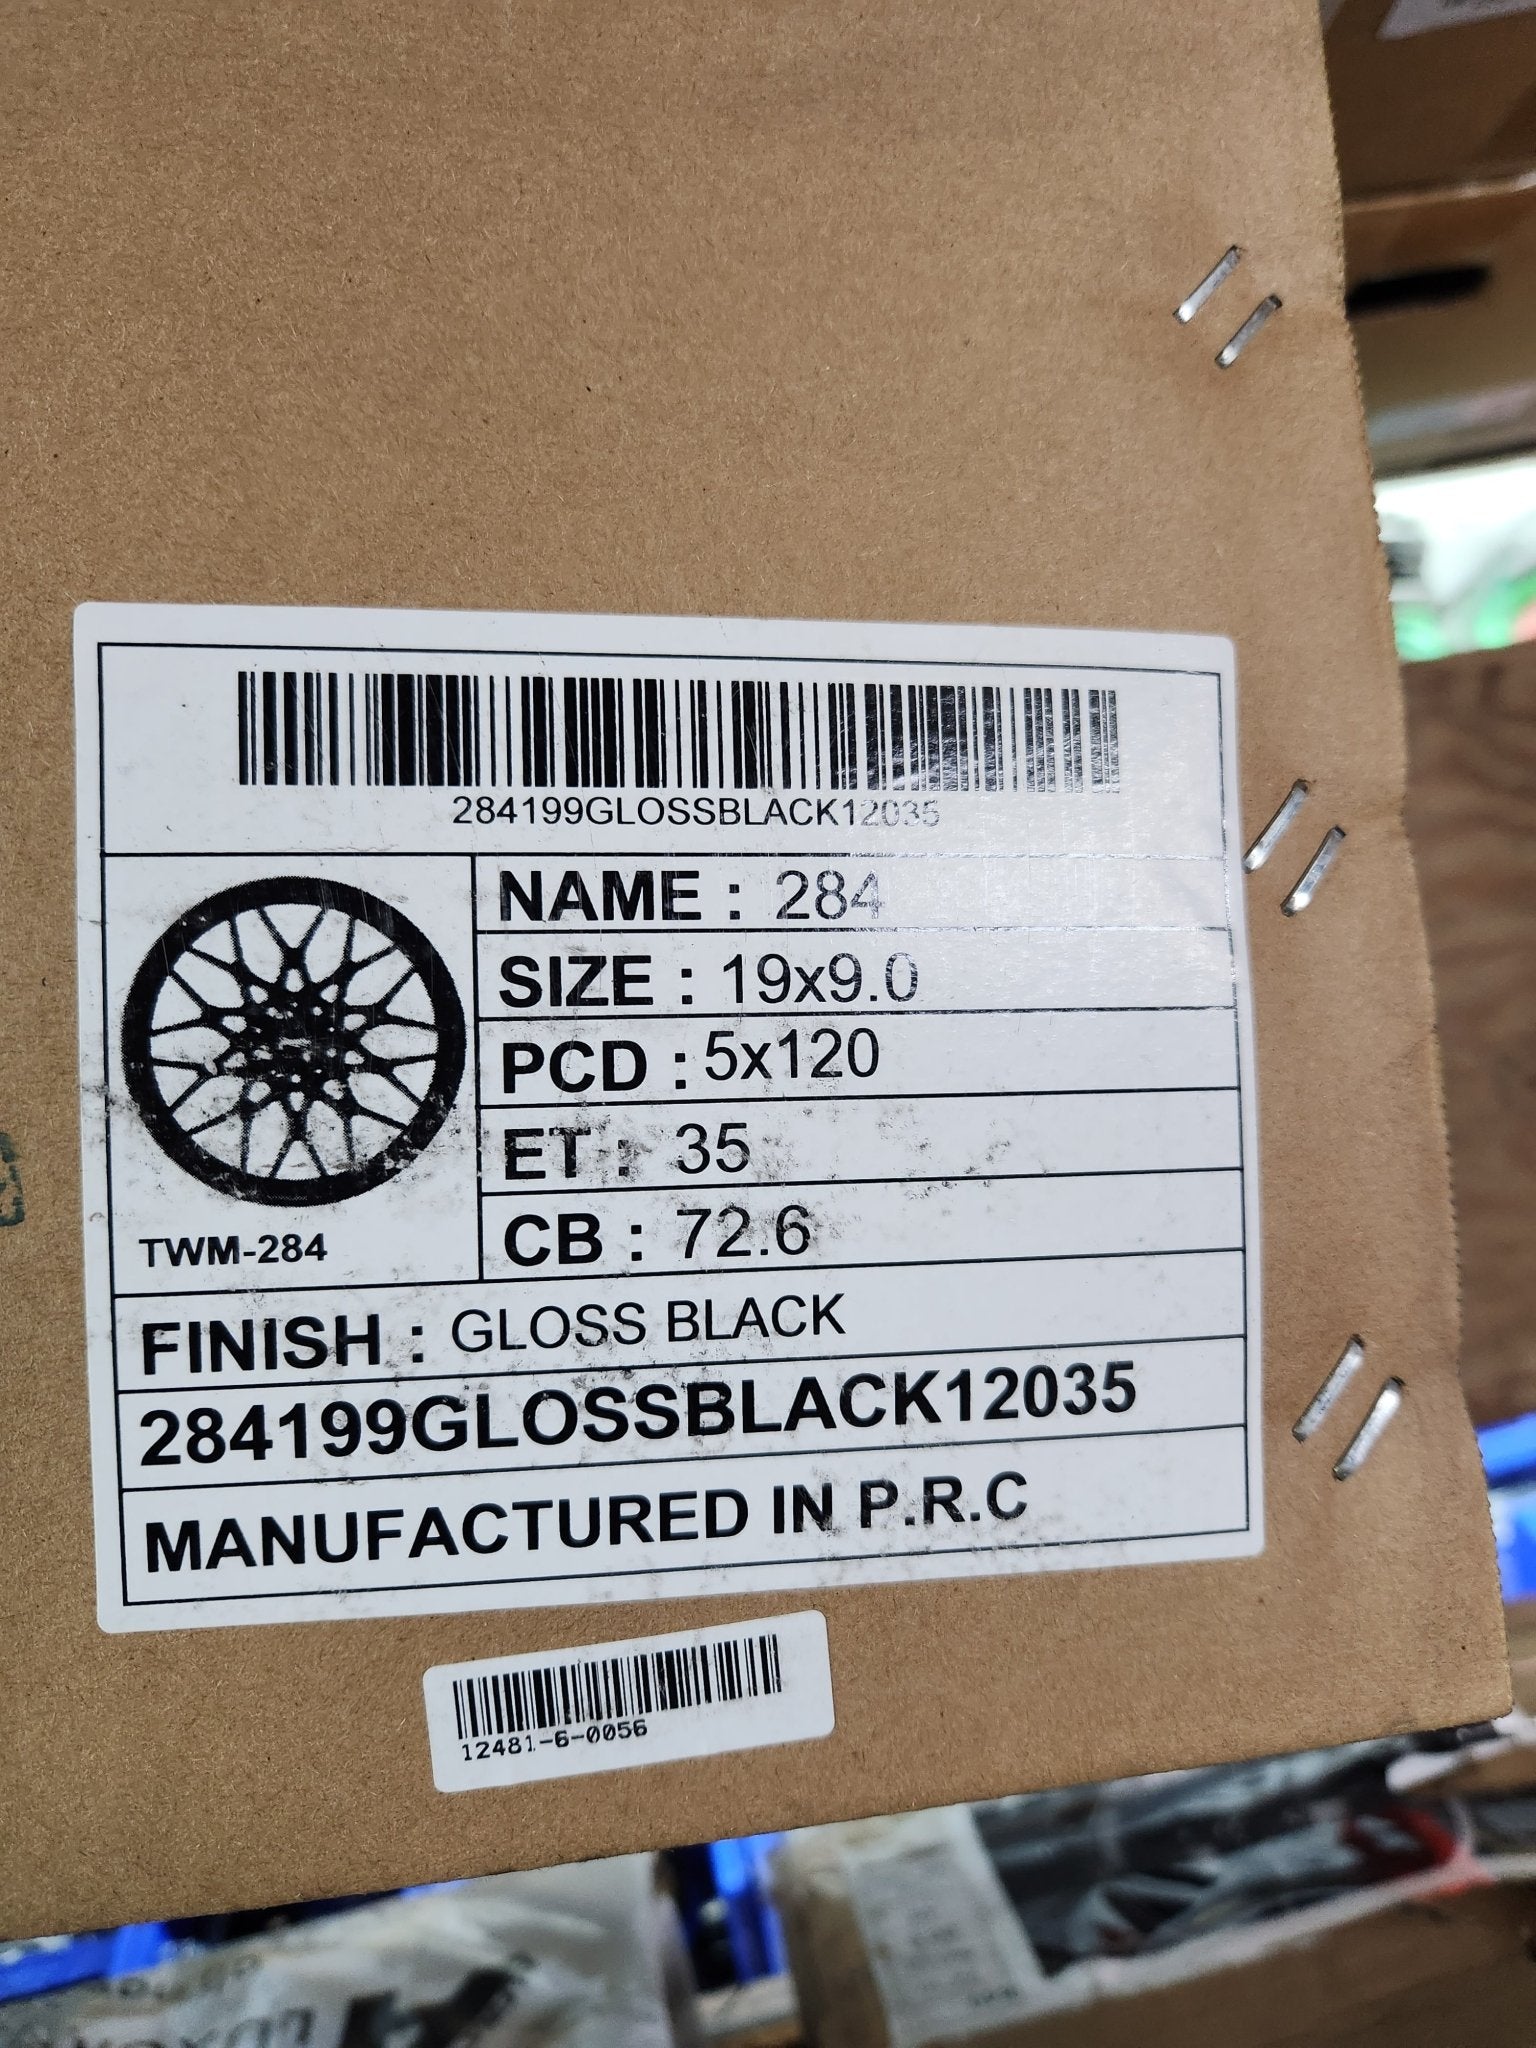 284199GLOSSBLACK12035
NAME : 284
SIZE : 19x9.0
PCD : 5x120
ET : 35
CB : 72.6
TWM-284
FINISH : GLOSS BLACK
284199GLOSSBLACK12035
MANUFACTURED IN P.R.C
12481-6-0056